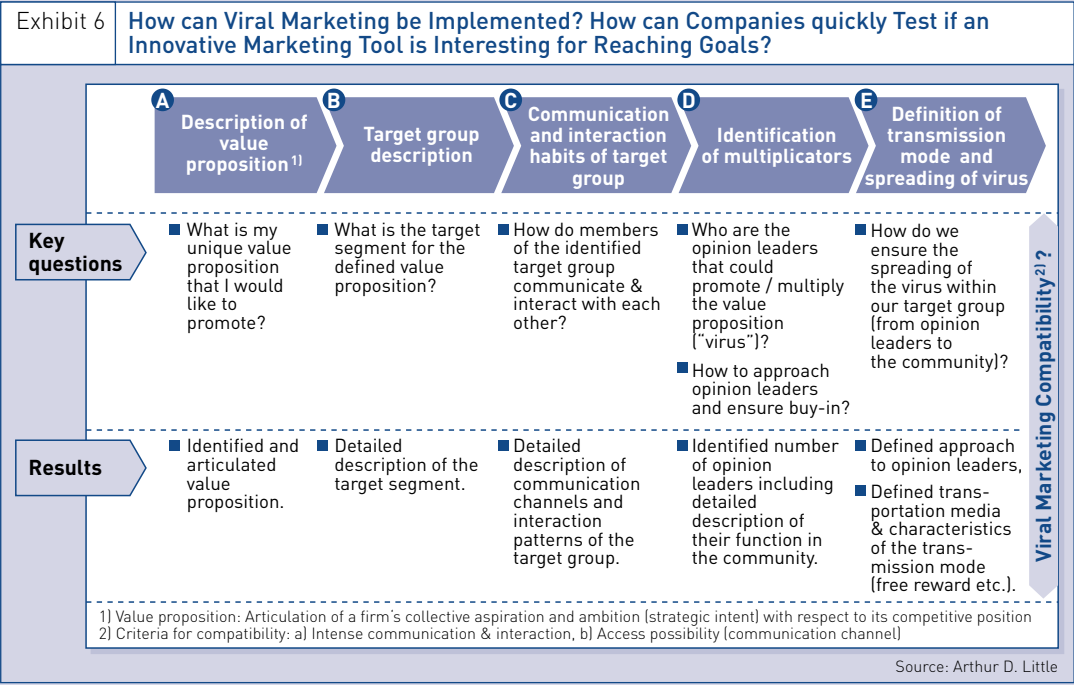 Exhibit 6
How can Viral Marketing be Implemented? How can Companies quickly Test if an
Innovative Marketing Tool is Interesting for Reaching Goals?
A
Description of
value
proposition 1)
B
Target group
description
C
Communication
and interaction
habits of target
group
D
Identification
of multiplicators
E
Definition of
transmission
mode and
spreading of virus
Key
questions
■ What is my
unique value
proposition
that I would
like to
promote?
■ What is the target
segment for the
defined value
proposition?
■ How do members
of the identified
target group
communicate &
interact with each
other?
■ Who are the
opinion leaders
that could
promote / multiply
the value
proposition
(“virus”)?
■ How to approach
opinion leaders
and ensure buy-in?
■ How do we
ensure the
spreading of
the virus within
our target group
(from opinion
leaders to
the community)?
Results
■ Identified and
articulated
value
proposition.
■ Detailed
description of the
target segment.
■ Detailed
description of
communication
channels and
interaction
patterns of the
target group.
■ Identified number
of opinion
leaders including
detailed
description of
their function in
the community.
■ Defined approach
to opinion leaders,
■ Defined trans-
portation media
& characteristics
of the trans-
mission mode
(free reward etc.).
Viral Marketing Compatibility2) ?
1) Value proposition: Articulation of a firm’s collective aspiration and ambition (strategic intent) with respect to its competitive position
2) Criteria for compatibility: a) Intense communication & interaction, b) Access possibility (communication channel)
Source: Arthur D. Little